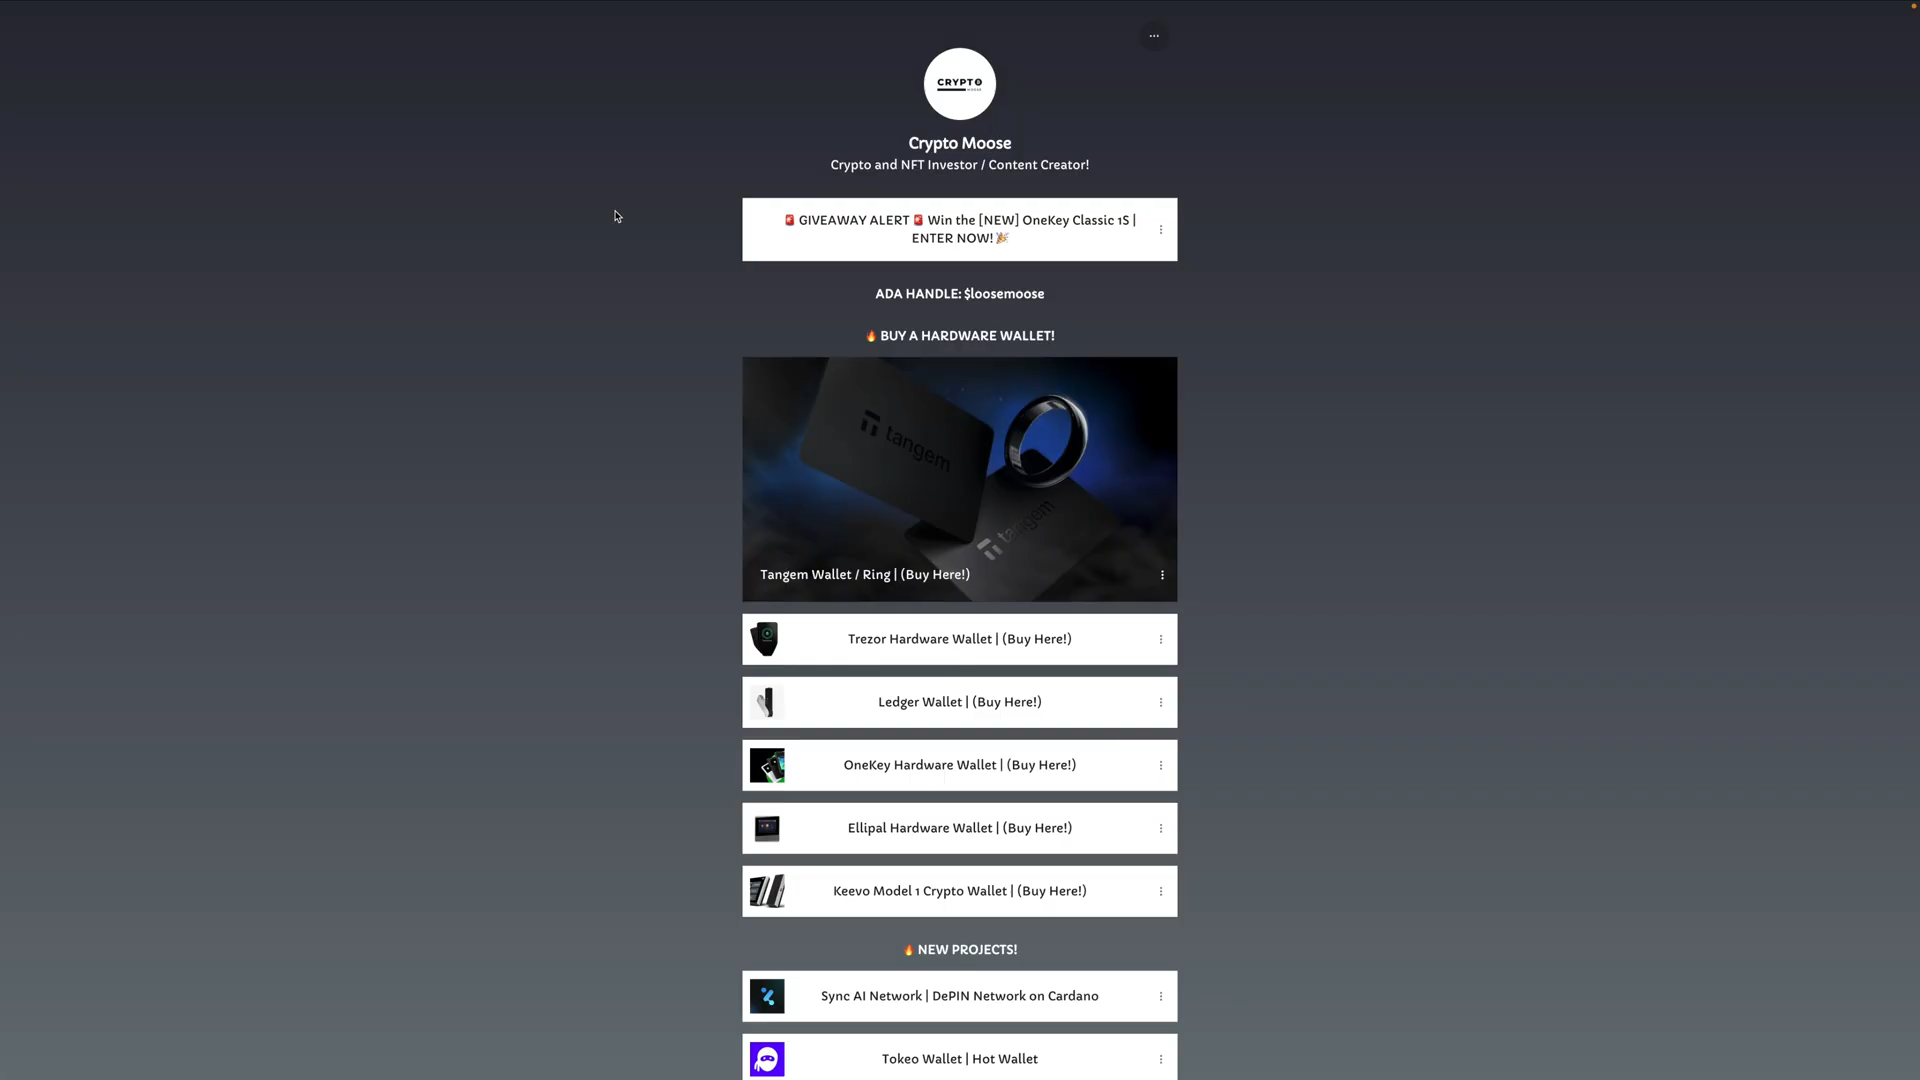 ...
CRYPTO
MOOSE
Crypto Moose
Crypto and NFT Investor / Content Creator!
🚨 GIVEAWAY ALERT 🚨 Win the [NEW] OneKey Classic 1S |
ENTER NOW! 🎉
ADA HANDLE: $loosemoose
🔥 BUY A HARDWARE WALLET!
tangem
tangem
Tangem Wallet / Ring | (Buy Here!)
Trezor Hardware Wallet | (Buy Here!)
Ledger Wallet | (Buy Here!)
OneKey Hardware Wallet | (Buy Here!)
Ellipal Hardware Wallet | (Buy Here!)
Keevo Model 1 Crypto Wallet | (Buy Here!)
🔥 NEW PROJECTS!
Sync AI Network | DePIN Network on Cardano
Tokeo Wallet | Hot Wallet